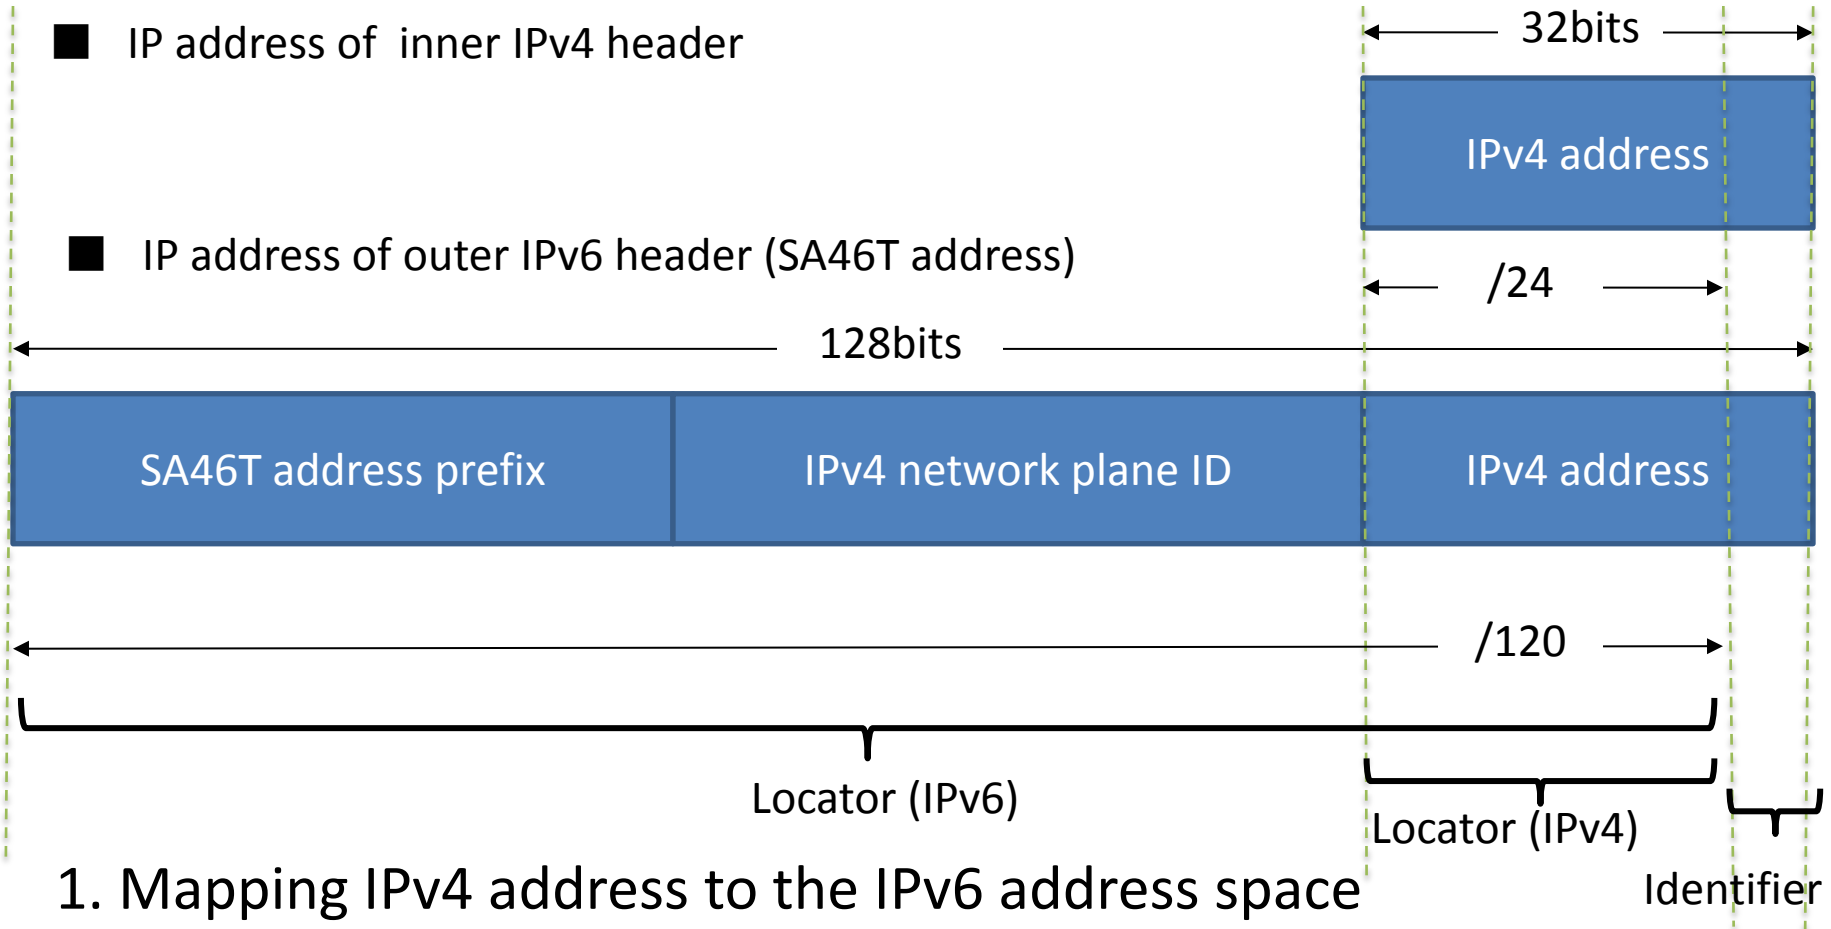 ■ IP address of inner IPv4 header
32bits
IPv4 address
■ IP address of outer IPv6 header (SA46T address)
/24
128bits
SA46T address prefix
IPv4 network plane ID
IPv4 address
/120
Locator (IPv6)
Locator (IPv4)
Identifier
1. Mapping IPv4 address to the IPv6 address space